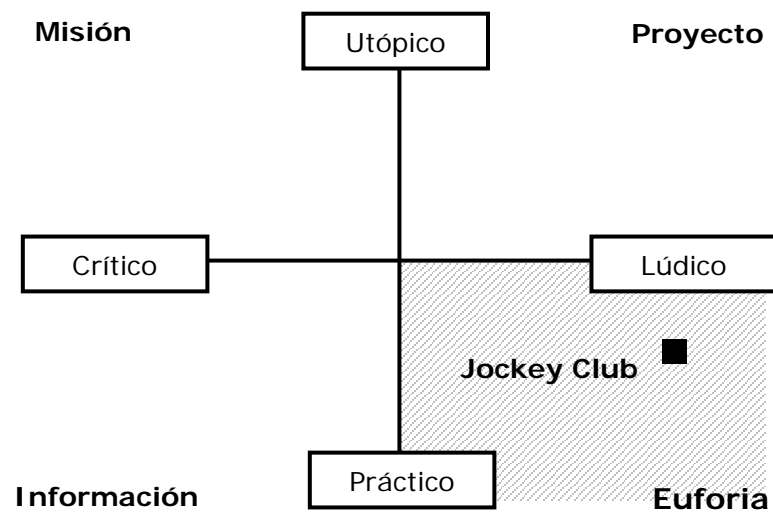 Misión
Utópico
Proyecto
Crítico
Lúdico
Jockey Club
Práctico
Información
Euforia